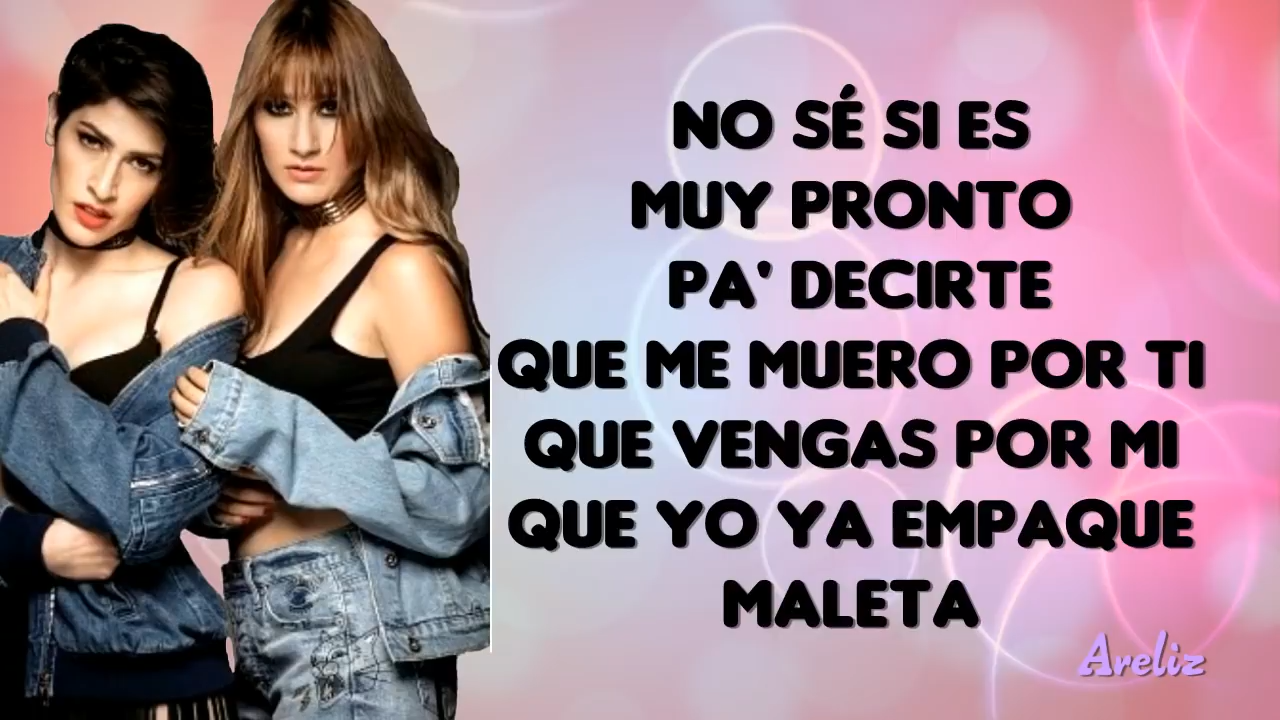 NO SÉ SI ES
MUY PRONTO
PA' DECIRTE
QUE ME MUERO POR TI
QUE VENGAS POR MI
QUE YO YA EMPAQUE
MALETA
Areliz